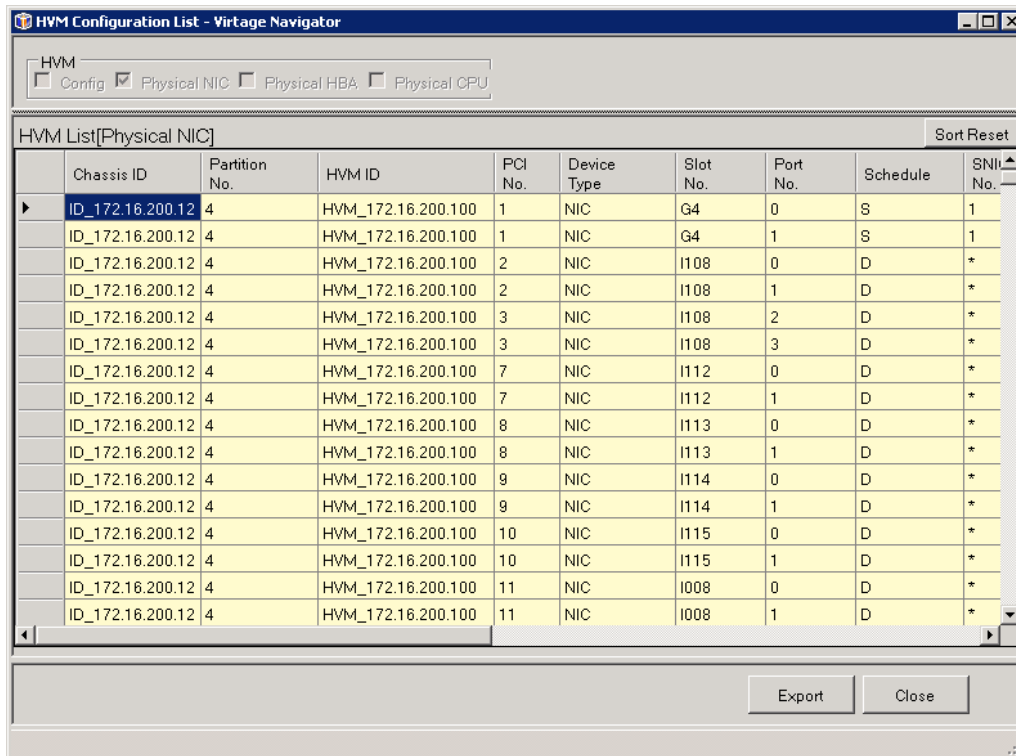 HVM Configuration List - Virtage Navigator
HVM
Config Physical NIC Physical HBA Physical CPU
HVM List[Physical NIC] Sort Reset
Chassis ID Partition No. HVM ID PCI No. Device Type Slot No. Port No. Schedule SNI No.
ID_172.16.200.12 4 HVM_172.16.200.100 1 NIC G4 0 S 1
ID_172.16.200.12 4 HVM_172.16.200.100 1 NIC G4 1 S 1
ID_172.16.200.12 4 HVM_172.16.200.100 2 NIC I108 0 D *
ID_172.16.200.12 4 HVM_172.16.200.100 2 NIC I108 1 D *
ID_172.16.200.12 4 HVM_172.16.200.100 3 NIC I108 2 D *
ID_172.16.200.12 4 HVM_172.16.200.100 3 NIC I108 3 D *
ID_172.16.200.12 4 HVM_172.16.200.100 7 NIC I112 0 D *
ID_172.16.200.12 4 HVM_172.16.200.100 7 NIC I112 1 D *
ID_172.16.200.12 4 HVM_172.16.200.100 8 NIC I113 0 D *
ID_172.16.200.12 4 HVM_172.16.200.100 8 NIC I113 1 D *
ID_172.16.200.12 4 HVM_172.16.200.100 9 NIC I114 0 D *
ID_172.16.200.12 4 HVM_172.16.200.100 9 NIC I114 1 D *
ID_172.16.200.12 4 HVM_172.16.200.100 10 NIC I115 0 D *
ID_172.16.200.12 4 HVM_172.16.200.100 10 NIC I115 1 D *
ID_172.16.200.12 4 HVM_172.16.200.100 11 NIC I008 0 D *
ID_172.16.200.12 4 HVM_172.16.200.100 11 NIC I008 1 D *
Export Close